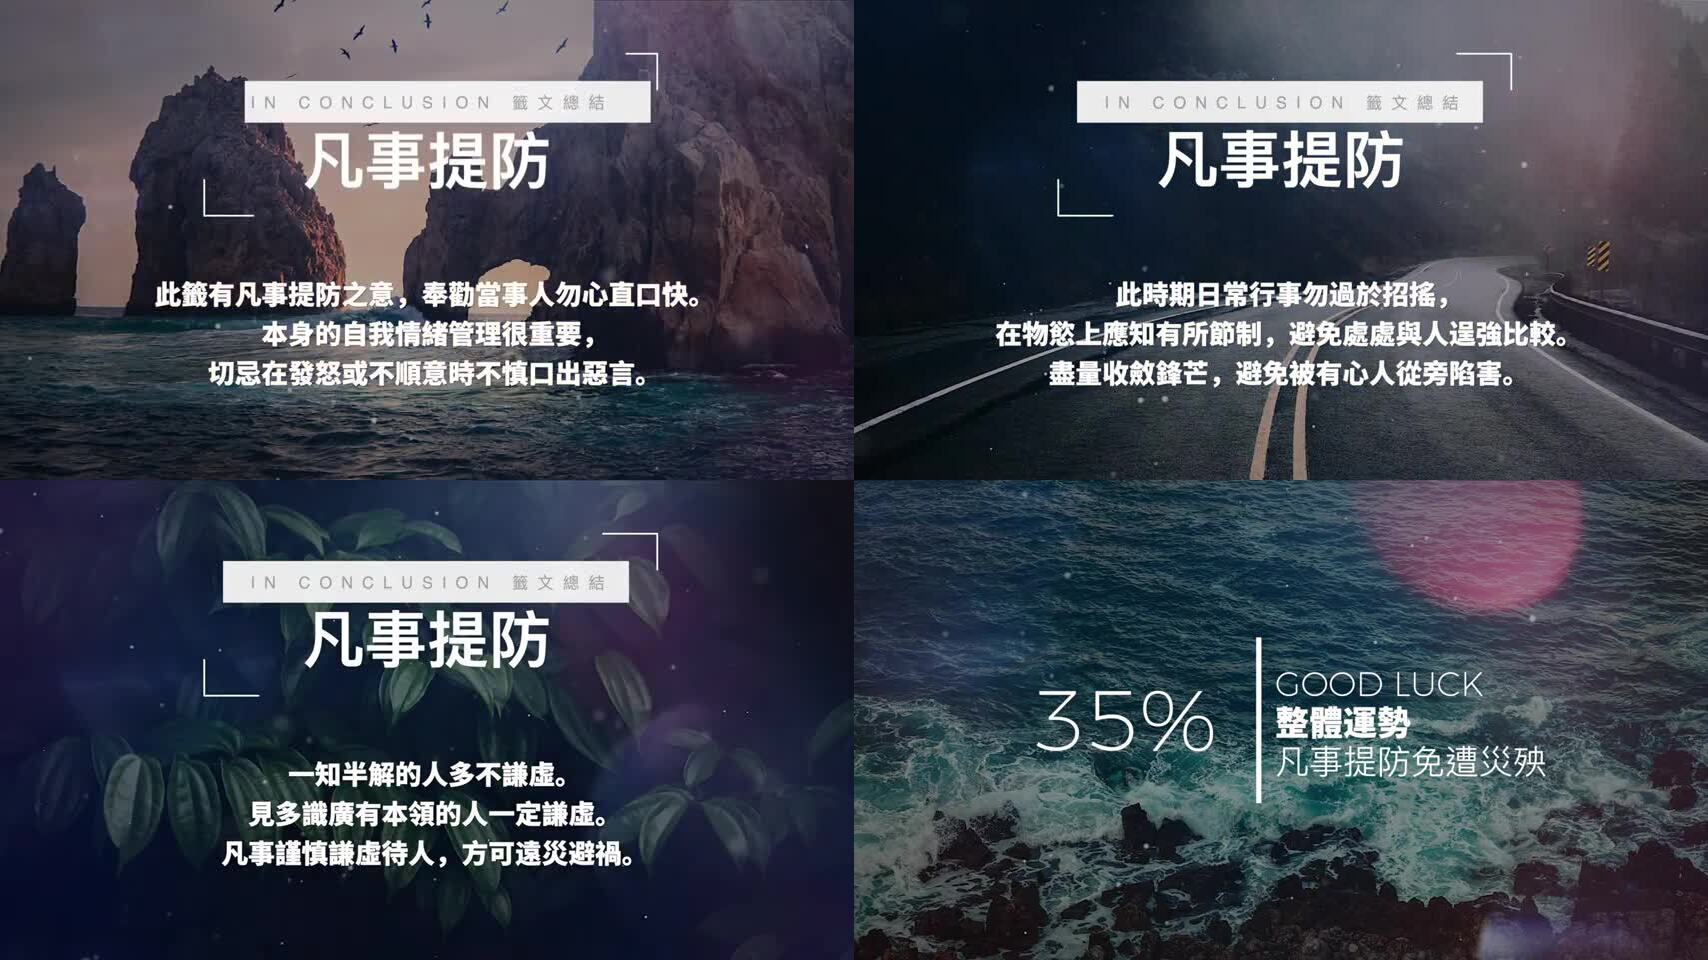 IN CONCLUSION 籤文總結
凡事提防
此籤有凡事提防之意，奉勸當事人勿心直口快。
本身的自我情緒管理很重要，
切忌在發怒或不順意時不慎口出惡言。
IN CONCLUSION 籤文總結
凡事提防
此時期日常行事勿過於招搖，
在物慾上應知有所節制，避免處處與人逞強比較。
盡量收斂鋒芒，避免被有心人從旁陷害。
IN CONCLUSION 籤文總結
凡事提防
一知半解的人多不謙虛。
見多識廣有本領的人一定謙虛。
凡事謹慎謙虛待人，方可遠災避禍。
35%
GOOD LUCK
整體運勢
凡事提防免遭災殃